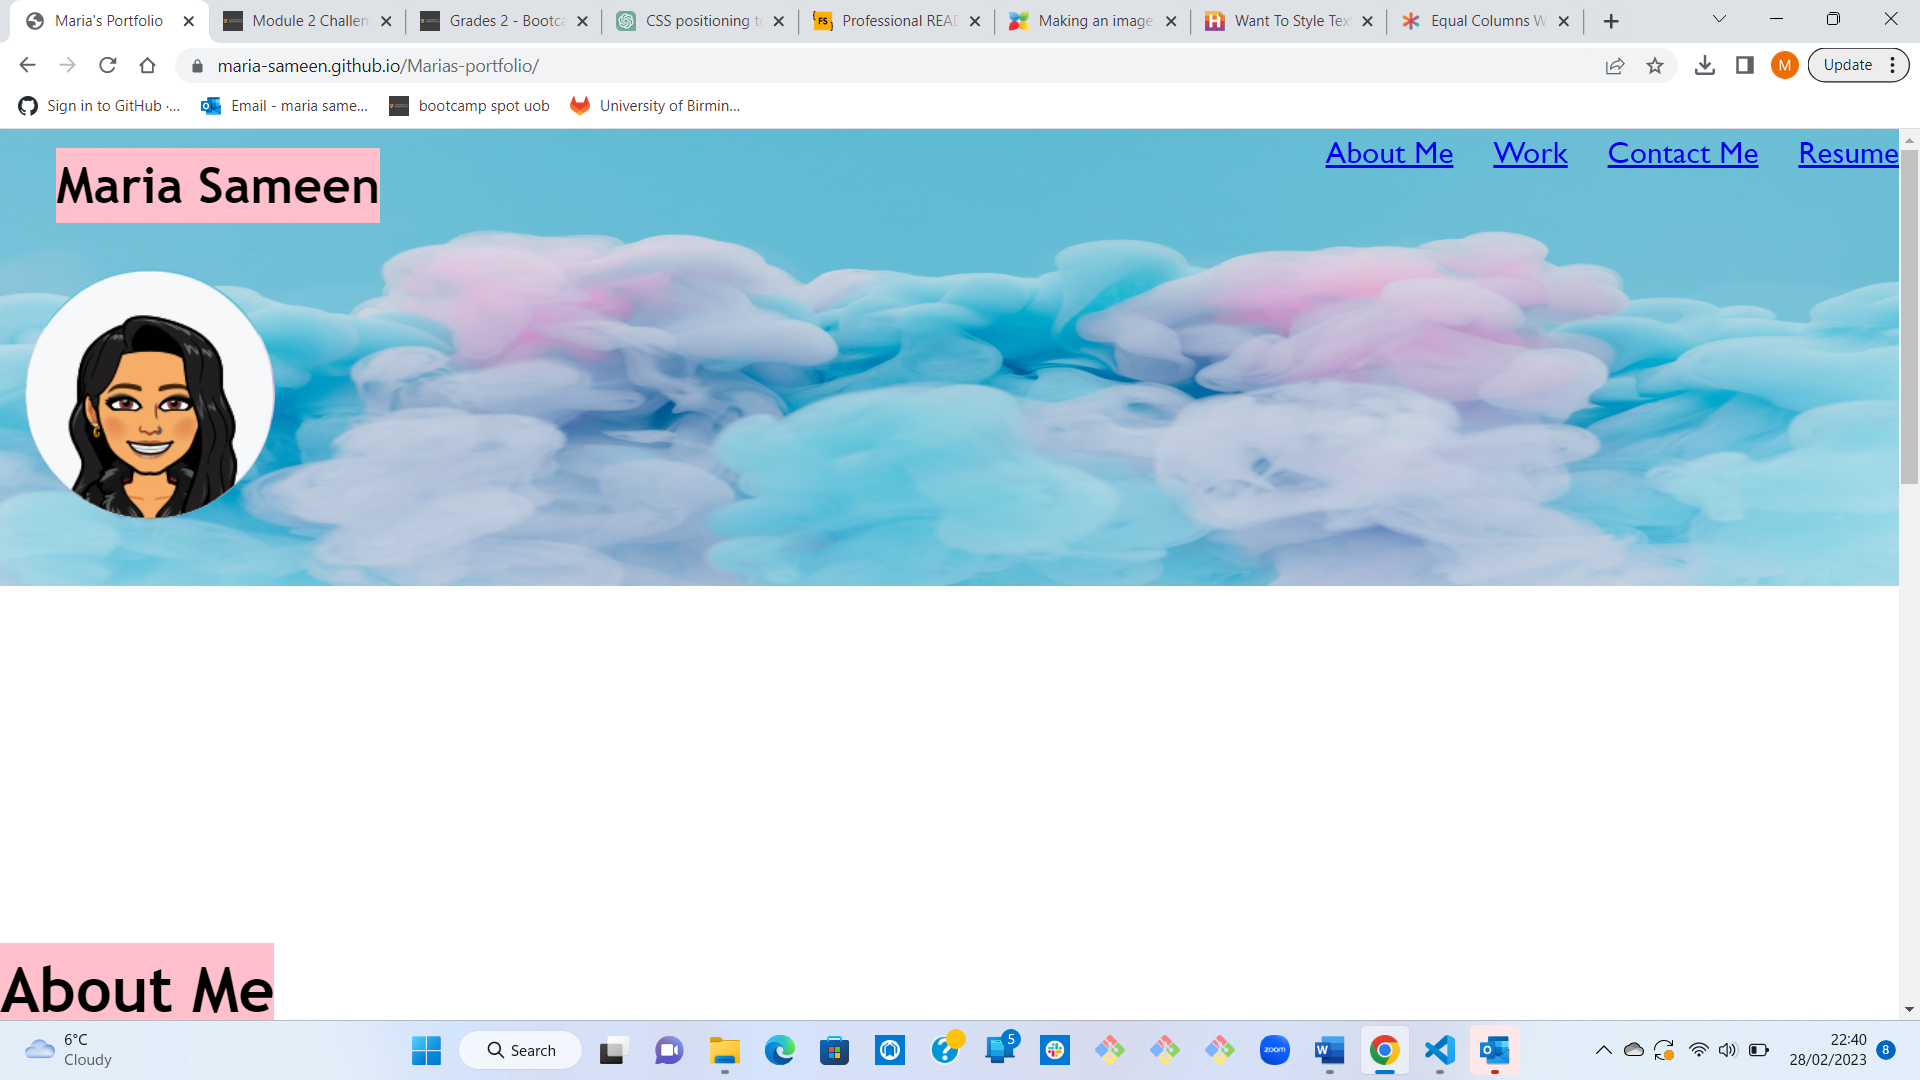 Maria's Portfolio
Module 2 Challen
Grades 2 - Bootca
CSS positioning t
Professional READ
Making an image
Want To Style Tex
Equal Columns W
maria-sameen.github.io/Marias-portfolio/
M
Update
Sign in to GitHub ·...
Email - maria same...
bootcamp spot uob
University of Birmin...
About Me
Work
Contact Me
Resume
Maria Sameen
About Me
6°C
Cloudy
Search
5
zoom
22:40
28/02/2023
8